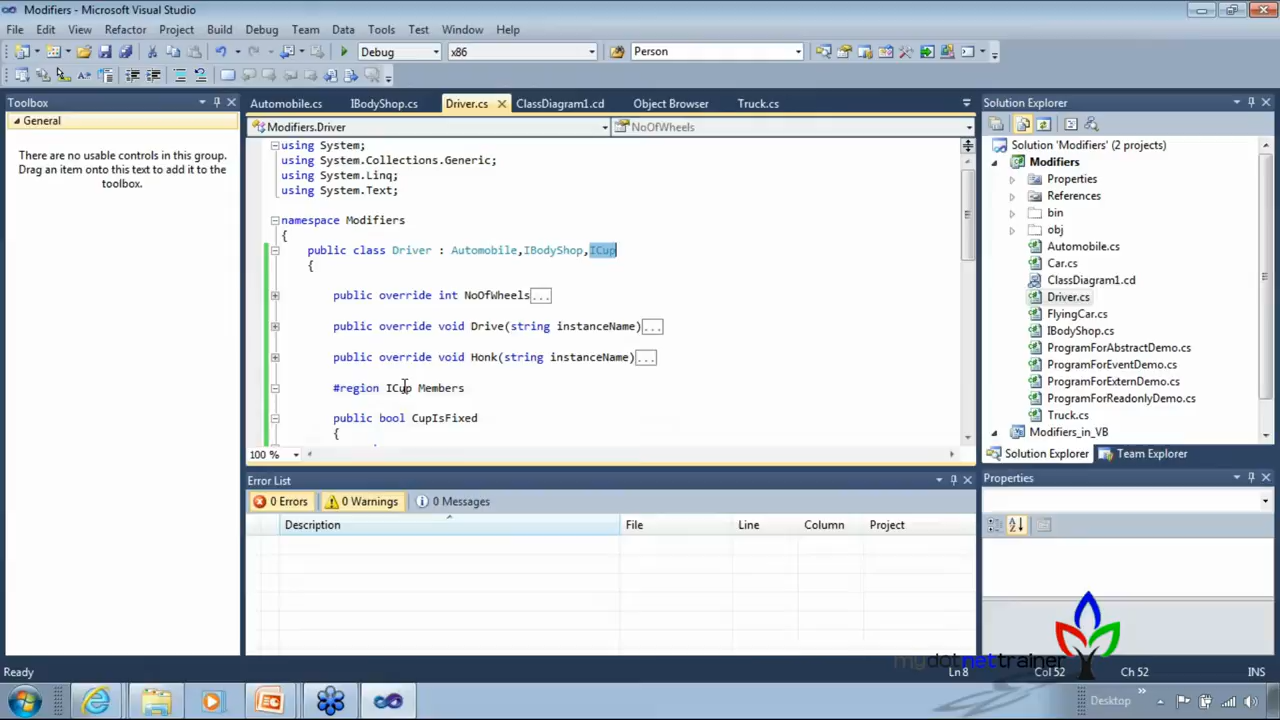 Modifiers - Microsoft Visual Studio
File Edit View Refactor Project Build Debug Team Data Tools Test Window Help
Debug x86 Person
Toolbox
General
There are no usable controls in this group.
Drag an item onto this text to add it to the
toolbox.
Automobile.cs IBodyShop.cs Driver.cs ClassDiagram1.cd Object Browser Truck.cs
Modifiers.Driver NoOfWheels
using System;
using System.Collections.Generic;
using System.Linq;
using System.Text;
namespace Modifiers
{
public class Driver : Automobile,IBodyShop,ICup
{
public override int NoOfWheels...
public override void Drive(string instanceName)...
public override void Honk(string instanceName)...
#region ICup Members
public bool CupIsFixed
{
100 %
Error List
0 Errors 0 Warnings 0 Messages
Description File Line Column Project
Solution Explorer
Solution 'Modifiers' (2 projects)
Modifiers
Properties
References
bin
obj
Automobile.cs
Car.cs
ClassDiagram1.cd
Driver.cs
FlyingCar.cs
IBodyShop.cs
ProgramForAbstractDemo.cs
ProgramForEventDemo.cs
ProgramForExternDemo.cs
ProgramForReadonlyDemo.cs
Truck.cs
Modifiers_in_VB
Solution Explorer Team Explorer
Properties
mydotnettrainer
Ready Ln 8 Col 52 Ch 52 INS
Desktop